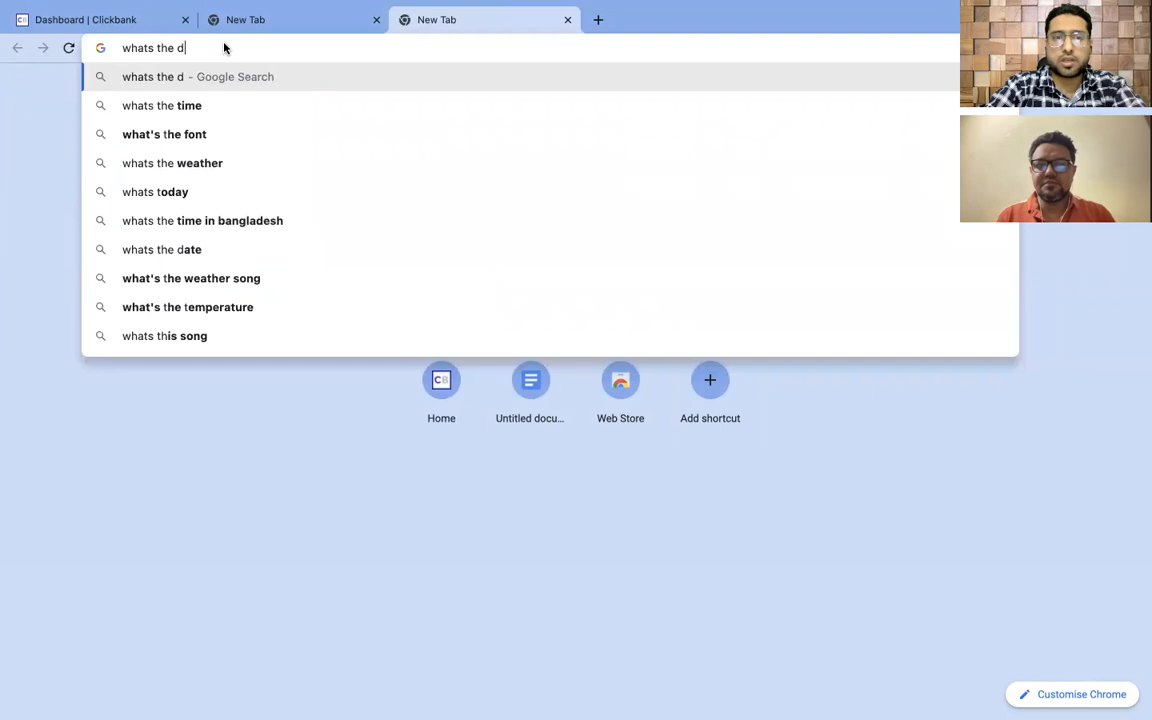 Dashboard | Clickbank
New Tab
New Tab
whats the d
whats the d - Google Search
whats the time
what's the font
whats the weather
whats today
whats the time in bangladesh
whats the date
what's the weather song
what's the temperature
whats this song
CB
Home
Untitled docu...
Web Store
Add shortcut
Customise Chrome